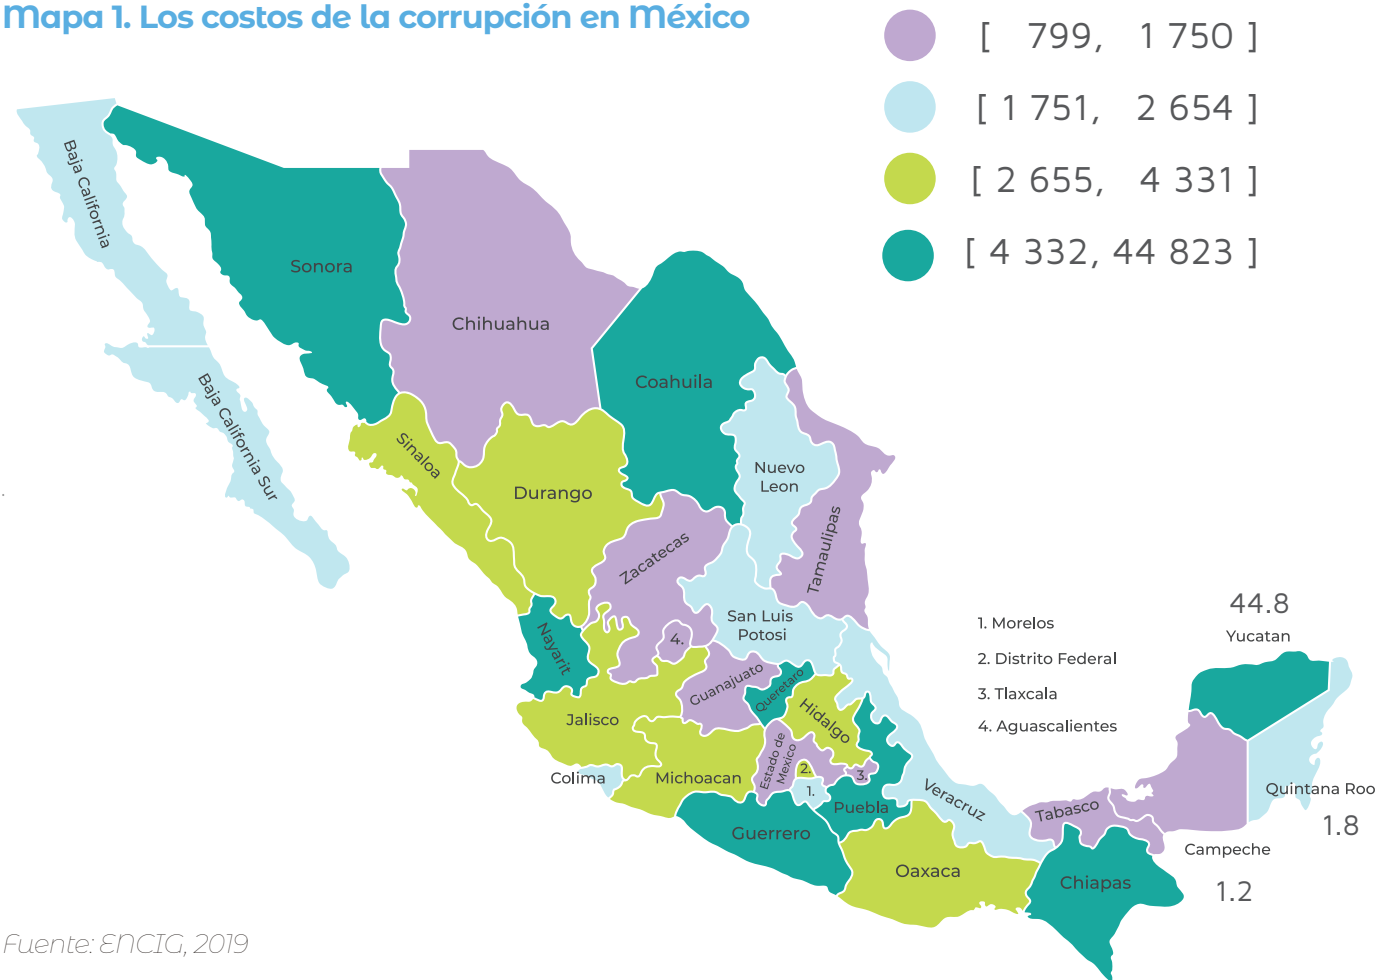 Mapa 1. Los costos de la corrupción en México
[ 799, 1 750 ]
[ 1 751, 2 654 ]
[ 2 655, 4 331 ]
[ 4 332, 44 823 ]
Baja California
Sonora
Chihuahua
Coahuila
Baja California Sur
Sinaloa
Durango
Nuevo
Leon
Tamaulipas
Zacatecas
San Luis
Potosi
Nayarit
4.
Guanajuato
Queretaro
Jalisco
Hidalgo
Colima
Michoacan
Estado de
Mexico
2.
3.
1.
Puebla
Guerrero
Veracruz
Oaxaca
Tabasco
Chiapas
1. Morelos
2. Distrito Federal
3. Tlaxcala
4. Aguascalientes
44.8
Yucatan
Quintana Roo
1.8
Campeche
1.2
Fuente: ENCIG, 2019